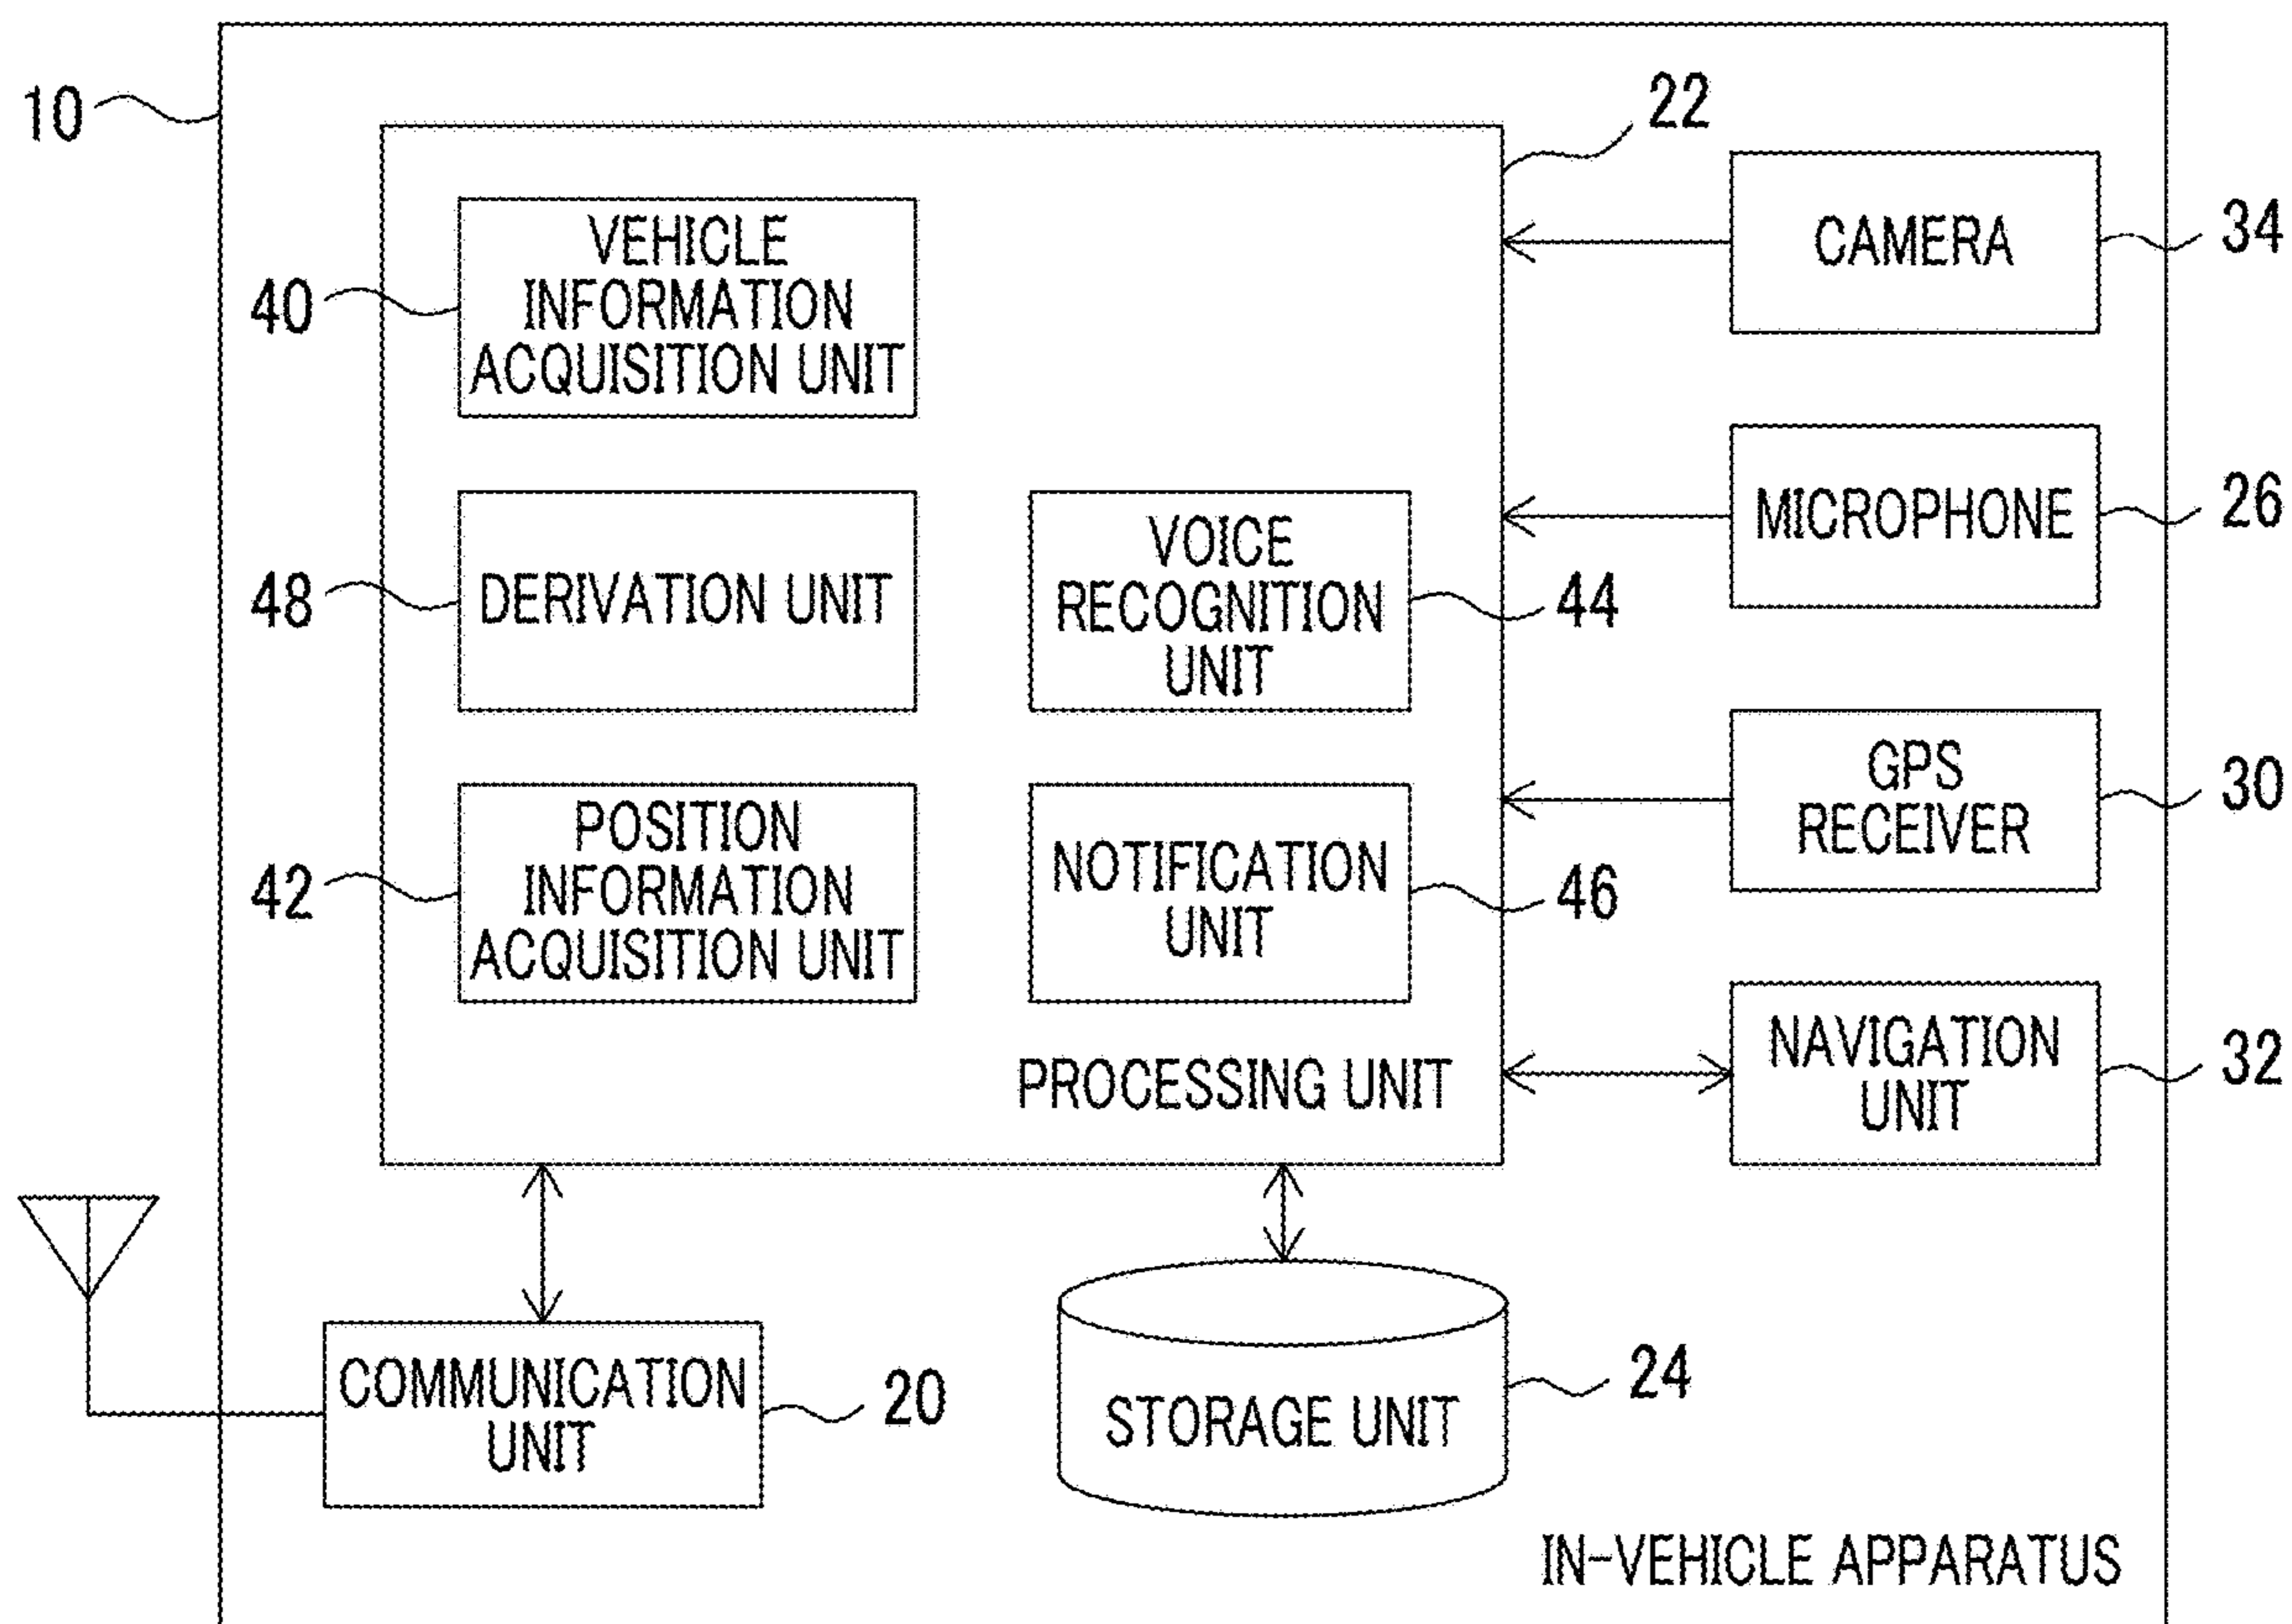 10
22
VEHICLE
INFORMATION
ACQUISITION UNIT
40
CAMERA
34
DERIVATION UNIT
48
VOICE
RECOGNITION
UNIT
44
MICROPHONE
26
POSITION
INFORMATION
ACQUISITION UNIT
42
NOTIFICATION
UNIT
46
GPS
RECEIVER
30
PROCESSING UNIT
NAVIGATION
UNIT
32
COMMUNICATION
UNIT
20
STORAGE UNIT
24
IN-VEHICLE APPARATUS